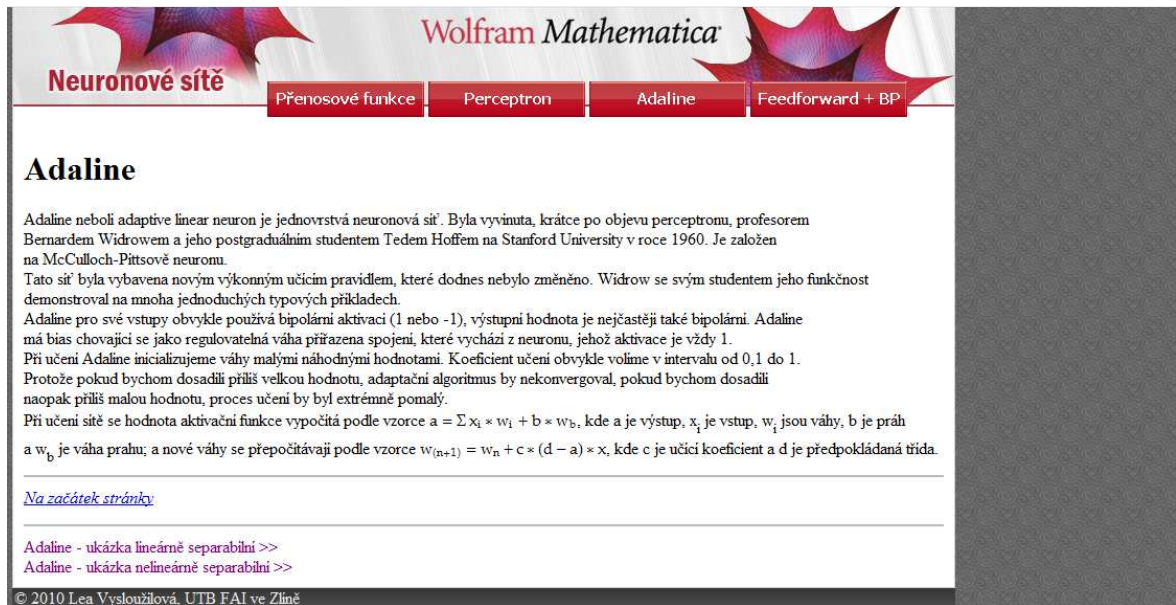 Wolfram Mathematica
Neuronové sítě
Přenosové funkce
Perceptron
Adaline
Feedforward + BP
Adaline
Adaline neboli adaptive linear neuron je jednovrstvá neuronová síť. Byla vyvinuta, krátce po objevu perceptronu, profesorem
Bernardem Widrowem a jeho postgraduálním studentem Tedem Hoffem na Stanford University v roce 1960. Je založen
na McCulloch-Pittsově neuronu.
Tato síť byla vybavena novým výkonným učícím pravidlem, které dodnes nebylo změněno. Widrow se svým studentem jeho funkčnost
demonstroval na mnoha jednoduchých typových příkladech.
Adaline pro své vstupy obvykle používá bipolární aktivaci (1 nebo -1), výstupní hodnota je nejčastěji také bipolární. Adaline
má bias chovající se jako regulovatelná váha přiřazena spojení, které vychází z neuronu, jehož aktivace je vždy 1.
Při učení Adaline inicializujeme váhy malými náhodnými hodnotami. Koeficient učení obvykle volíme v intervalu od 0,1 do 1.
Protože pokud bychom dosadili příliš velkou hodnotu, adaptační algoritmus by nekonvergoval, pokud bychom dosadili
naopak příliš malou hodnotu, proces učení by byl extrémně pomalý.
Při učení sítě se hodnota aktivační funkce vypočítá podle vzorce a = Σ xᵢ * wᵢ + b * w_b, kde a je výstup, xᵢ je vstup, wᵢ jsou váhy, b je práh
a w_b je váha prahu; a nové váhy se přepočítávají podle vzorce w₍ₙ₊₁₎ = wₙ + c * (d − a) * x, kde c je učící koeficient a d je předpokládaná třída.
Na začátek stránky
Adaline - ukázka lineárně separabilní >>
Adaline - ukázka nelineárně separabilní >>
© 2010 Lea Vysloužilová, UTB FAI ve Zlíně